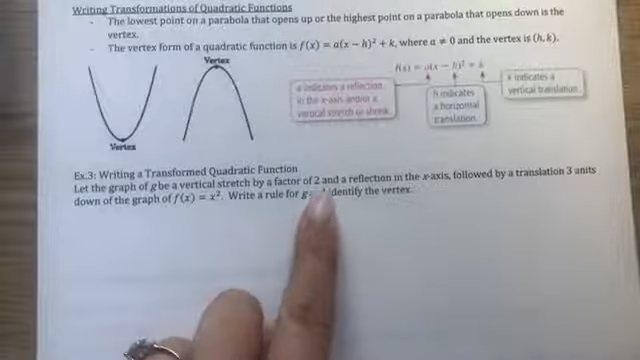 Writing Transformations of Quadratic Functions
- The lowest point on a parabola that opens up or the highest point on a parabola that opens down is the
vertex.
- The vertex form of a quadratic function is f(x) = a(x − h)² + k, where a ≠ 0 and the vertex is (h, k).
Vertex
Vertex
f(x) = a(x − h)² + k
a indicates a reflection
in the x-axis and/or a
vertical stretch or shrink.
h indicates
a horizontal
translation.
k indicates a
vertical translation.
Ex.3: Writing a Transformed Quadratic Function
Let the graph of g be a vertical stretch by a factor of 2 and a reflection in the x-axis, followed by a translation 3 units
down of the graph of f(x) = x². Write a rule for g identify the vertex.